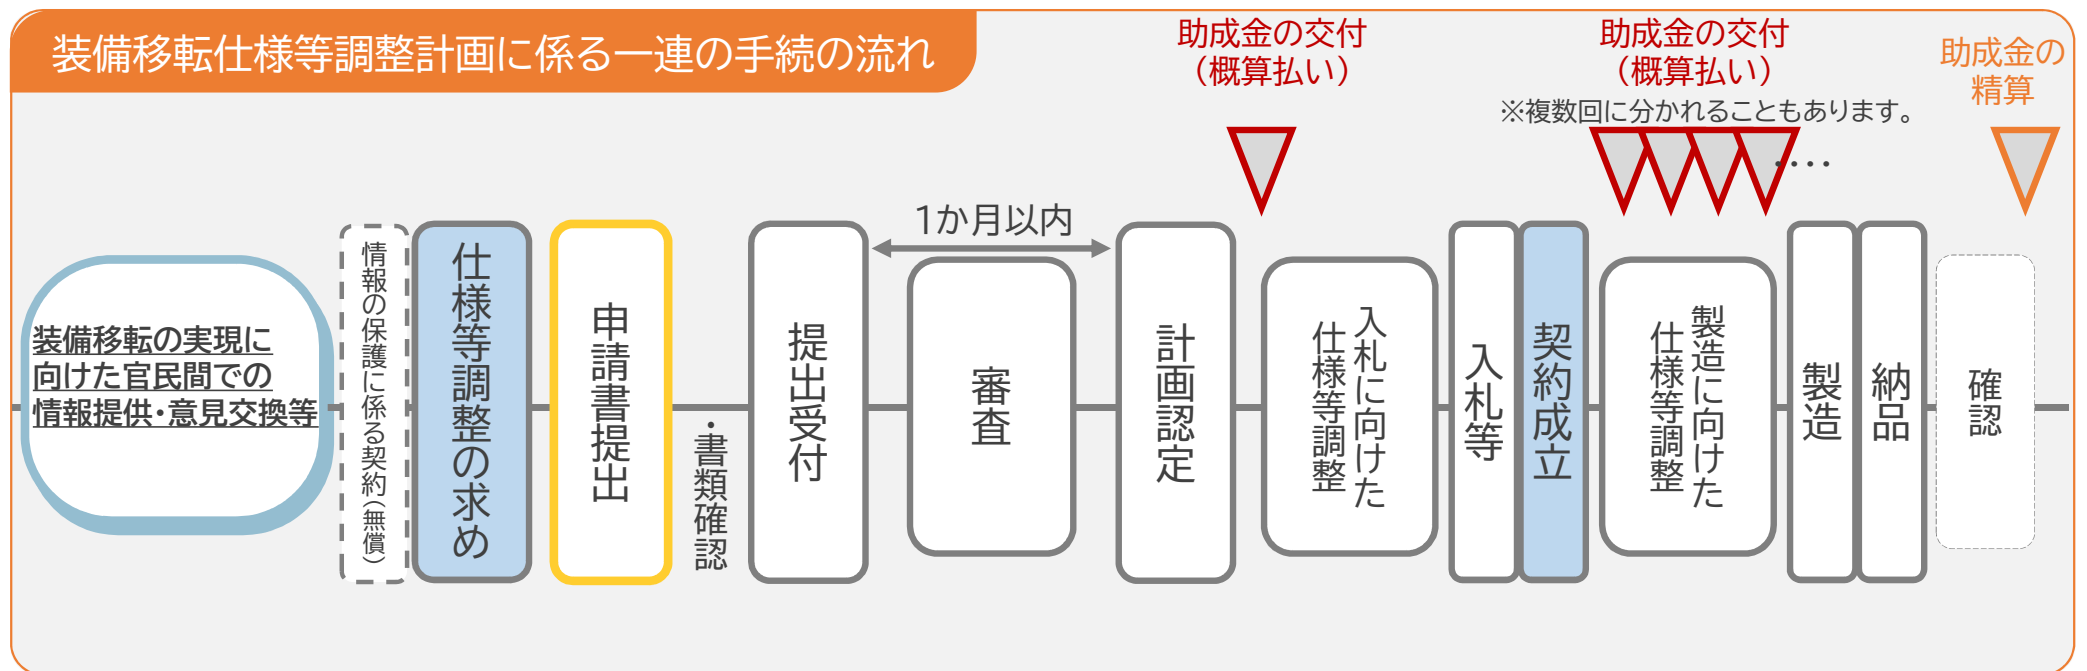 装備移転仕様等調整計画に係る一連の手続の流れ
助成金の交付
（概算払い）
助成金の交付
（概算払い）
※複数回に分かれることもあります。
‥‥
助成金の
精算
1か月以内
装備移転の実現に
向けた官民間での
情報提供・意見交換等
情報の保護に係る契約（無償）
仕様等調整の求め
申請書提出
・書類確認
提出受付
審査
計画認定
入札に向けた
仕様等調整
入札等
契約成立
製造に向けた
仕様等調整
製造
納品
確認